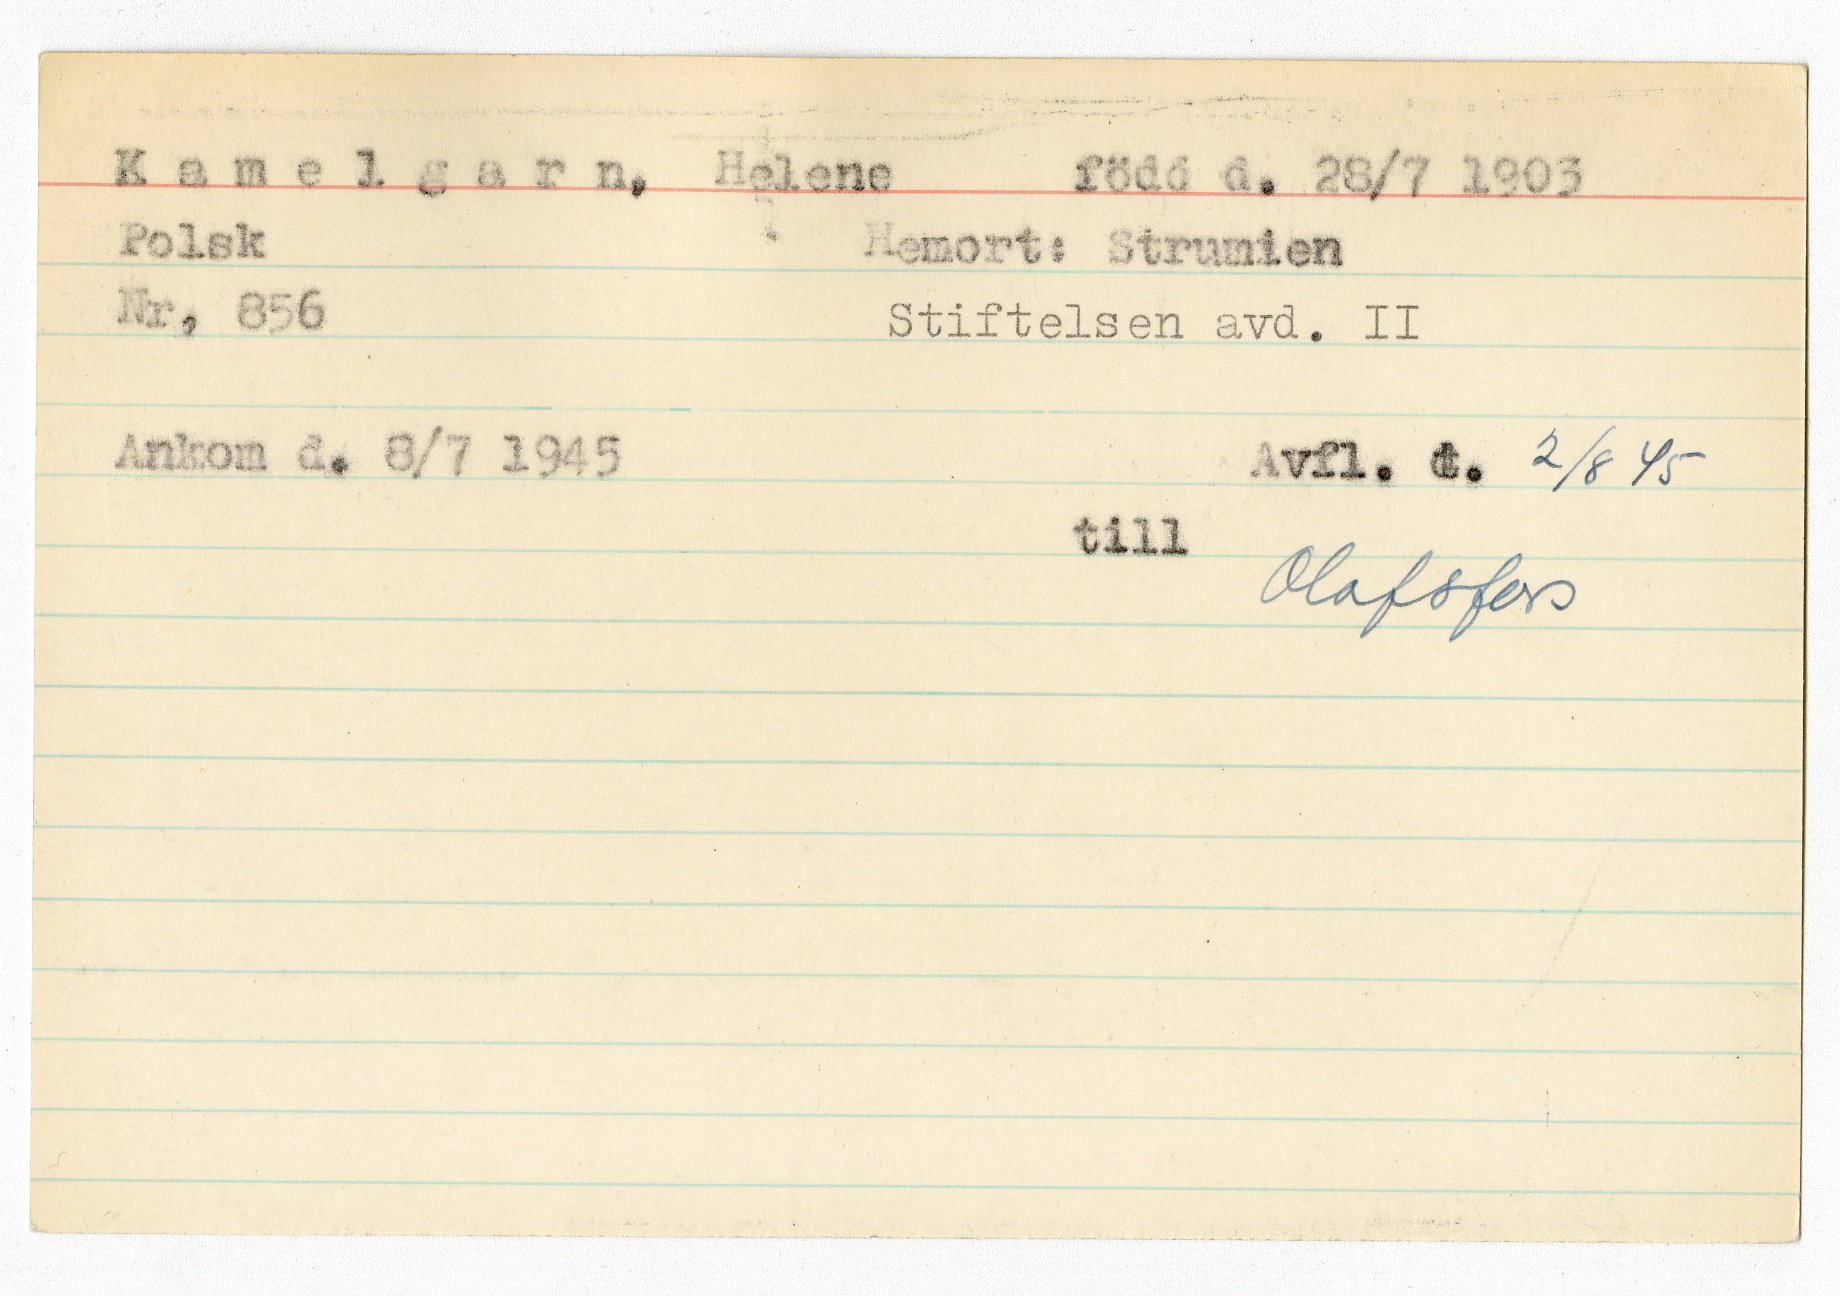 K a m e l g a r n, Helene född d. 28/7 1903
Polsk Hemort: Strumien
Nr, 856 Stiftelsen avd. II
Ankom d. 8/7 1945 Avfl. d. 2/8 45
till
Olofsfors